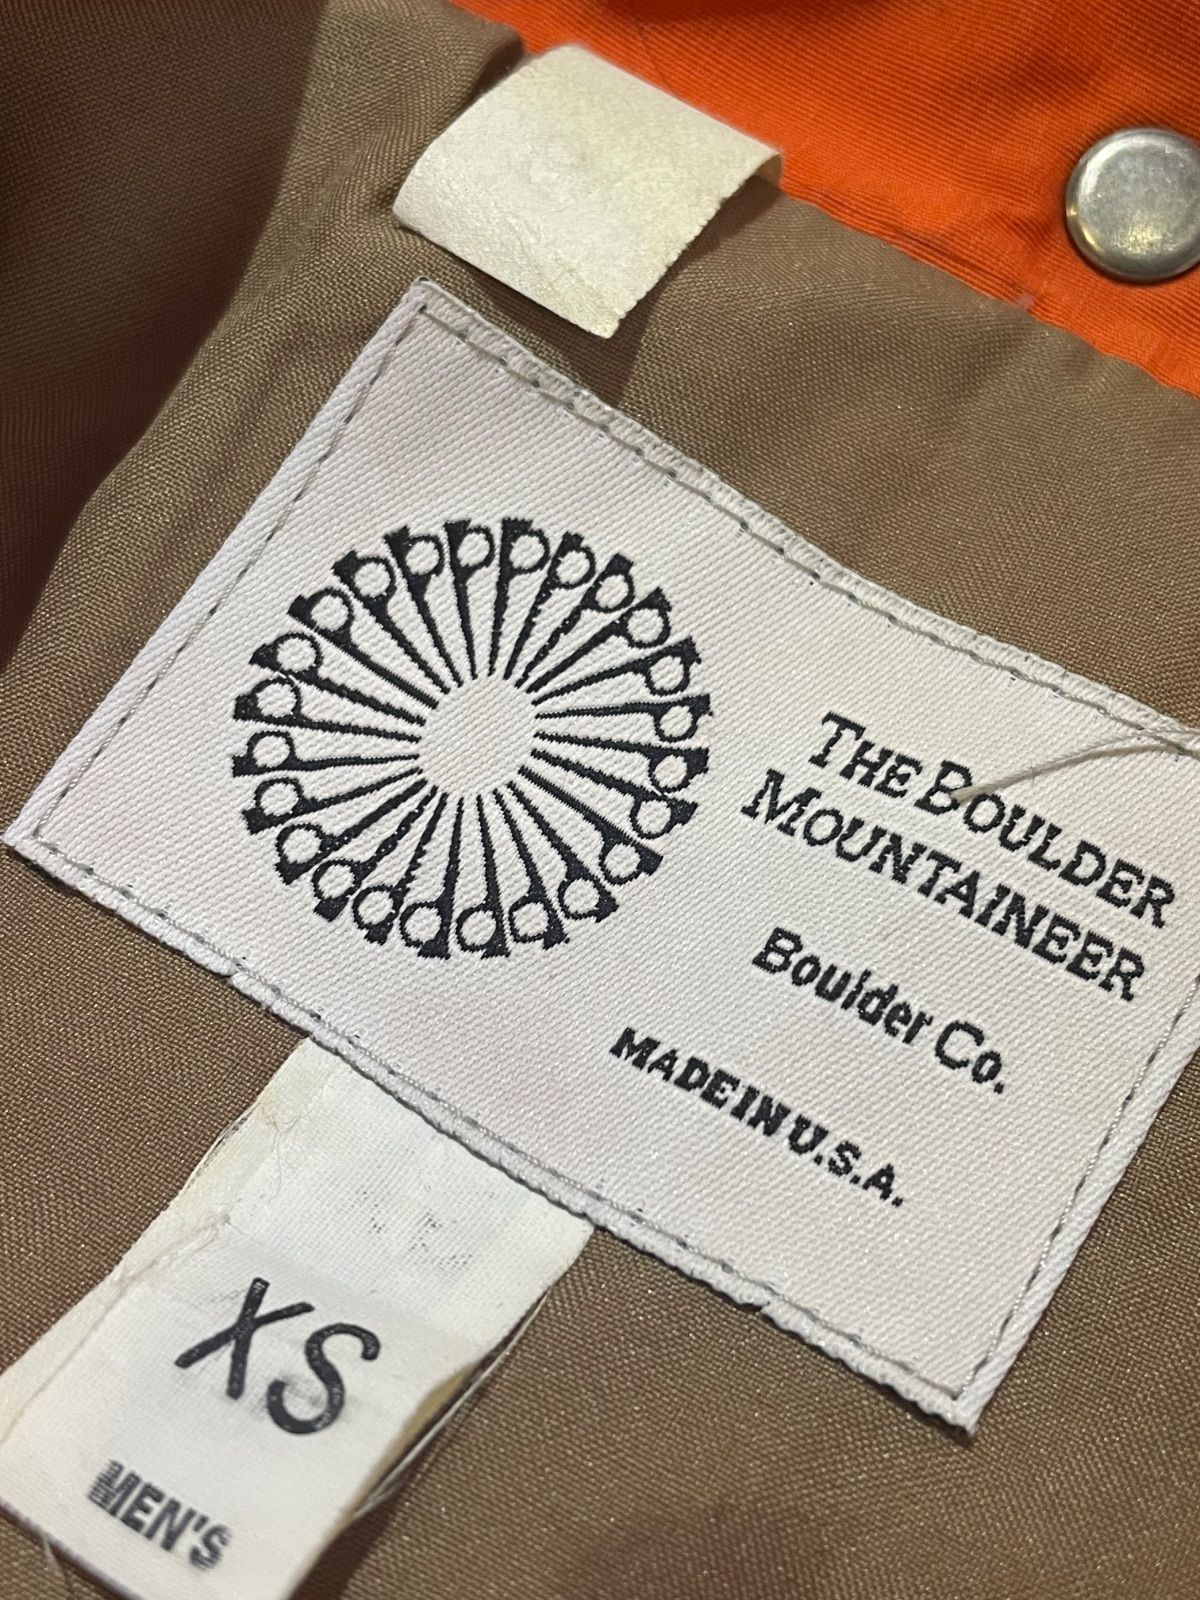 THE BOULDER
MOUNTAINEER
Boulder Co.
MADE IN U.S.A.
XS
MEN'S